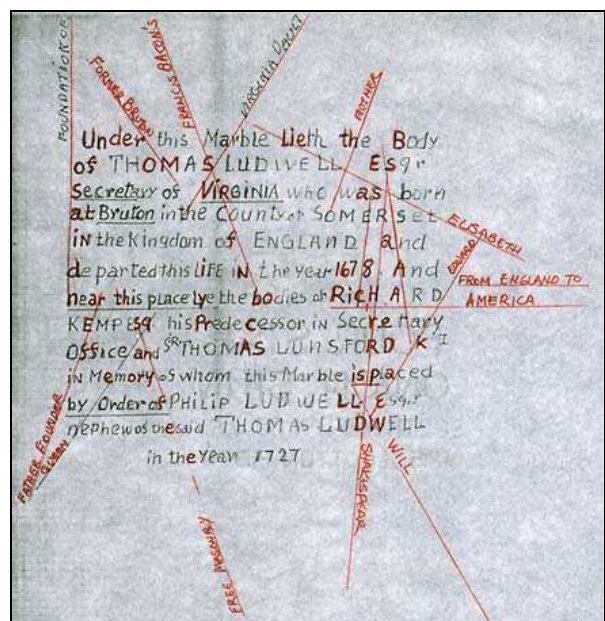 FOUNDATION OF
FORMER BRUTON
FRANCIS BACON'S
VIRGINIA COURT
MOTHER
Under this Marble Lieth the Body
of THOMAS LUDWELL ESqr
Secretary of VIRGINIA who was born
at Bruton in the County of SOMERSET
ELISABETH
in the Kingdom of ENGLAND and
EDWARD
departed this LIFE IN the year 1678. And
FROM ENGLAND TO
near this place lye the bodies of RICHARD
AMERICA
KEMP ESq. his Predecessor in Secretary
Office and Sr THOMAS LUNSFORD Kt
in Memory of whom this Marble is placed
by Order of PHILIP LUDWELL Esqr
nephew of the said THOMAS LUDWELL
in the year 1727
FATHER FOUNDER
QUEEN
SHAKSPEAR
WILL
FREE MASONRY